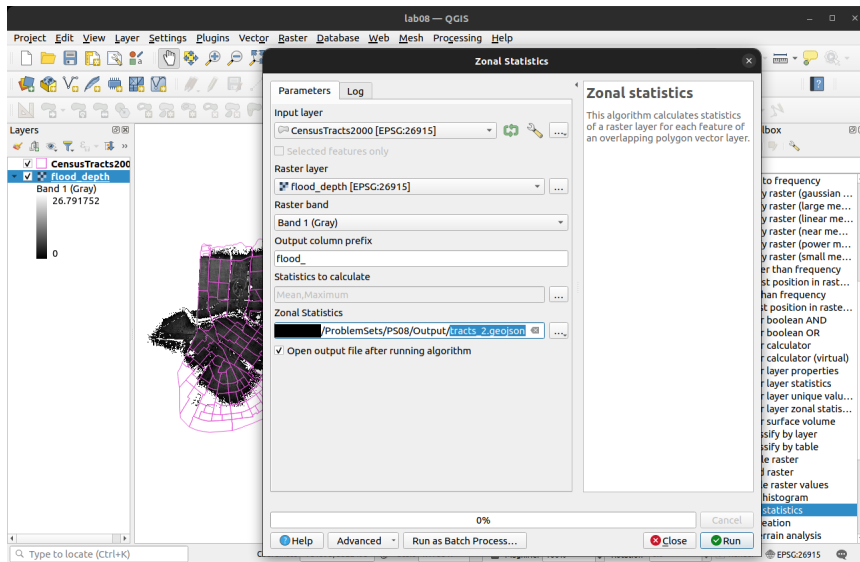 lab08 — QGIS
Project Edit View Layer Settings Plugins Vector Raster Database Web Mesh Processing Help
Layers
CensusTracts200
flood_depth
Band 1 (Gray)
26.791752
0
Zonal Statistics
Parameters Log
Input layer
CensusTracts2000 [EPSG:26915]
Selected features only
Raster layer
flood_depth [EPSG:26915]
Raster band
Band 1 (Gray)
Output column prefix
flood_
Statistics to calculate
Mean,Maximum
Zonal Statistics
/ProblemSets/PS08/Output/tracts_2.geojson
Open output file after running algorithm
Zonal statistics
This algorithm calculates statistics
of a raster layer for each feature of
an overlapping polygon vector layer.
0%
Cancel
Help Advanced Run as Batch Process... Close Run
lbox
to frequency
y raster (gaussian ...
y raster (large me...
y raster (linear me...
y raster (near me...
y raster (power m...
y raster (small me...
er than frequency
st position in rast...
han frequency
st position in raste...
r boolean AND
r boolean OR
r calculator
r calculator (virtual)
r layer properties
r layer statistics
r layer unique valu...
r layer zonal statis...
r surface volume
ssify by layer
ssify by table
le raster
d raster
le raster values
histogram
statistics
eation
rrain analysis
Type to locate (Ctrl+K)
EPSG:26915